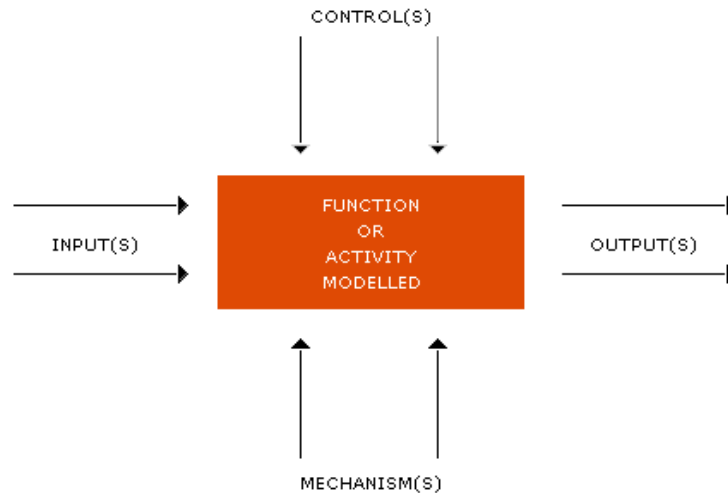 CONTROL(S)
FUNCTION
OR
ACTIVITY
MODELLED
INPUT(S)
OUTPUT(S)
MECHANISM(S)